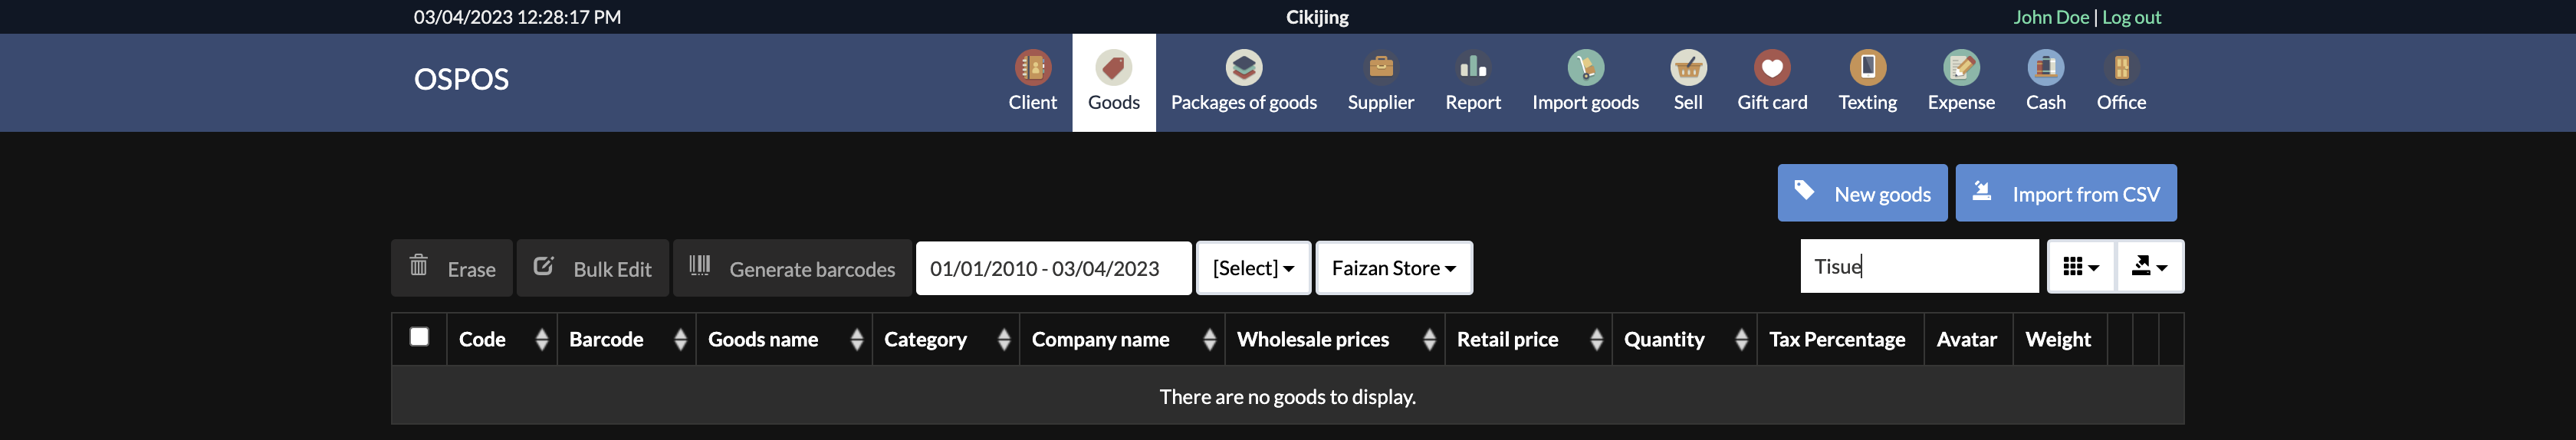 03/04/2023 12:28:17 PM Cikijing John Doe | Log out
OSPOS
Client Goods Packages of goods Supplier Report Import goods Sell Gift card Texting Expense Cash Office
New goods Import from CSV
Erase Bulk Edit Generate barcodes 01/01/2010 - 03/04/2023 [Select] Faizan Store Tisue
Code Barcode Goods name Category Company name Wholesale prices Retail price Quantity Tax Percentage Avatar Weight
There are no goods to display.